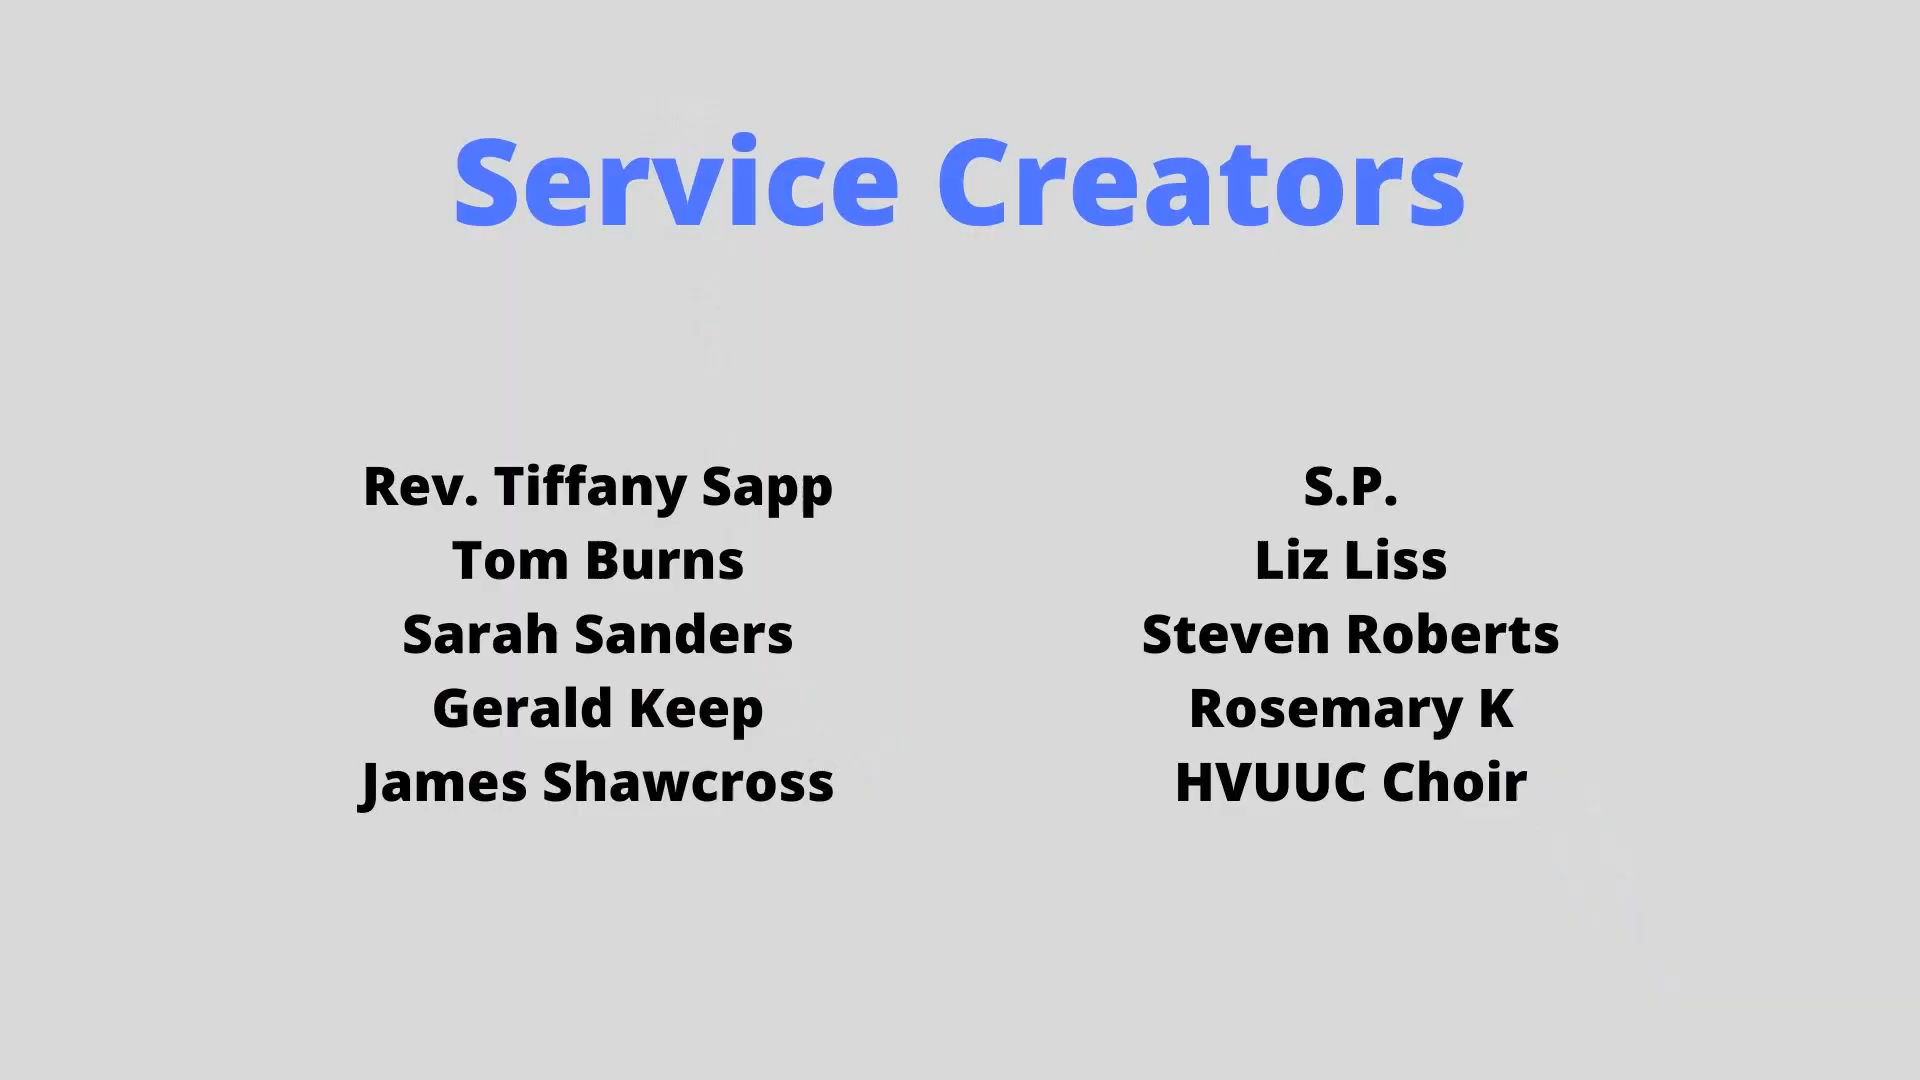 Service Creators
Rev. Tiffany Sapp
Tom Burns
Sarah Sanders
Gerald Keep
James Shawcross
S.P.
Liz Liss
Steven Roberts
Rosemary K
HVUUC Choir